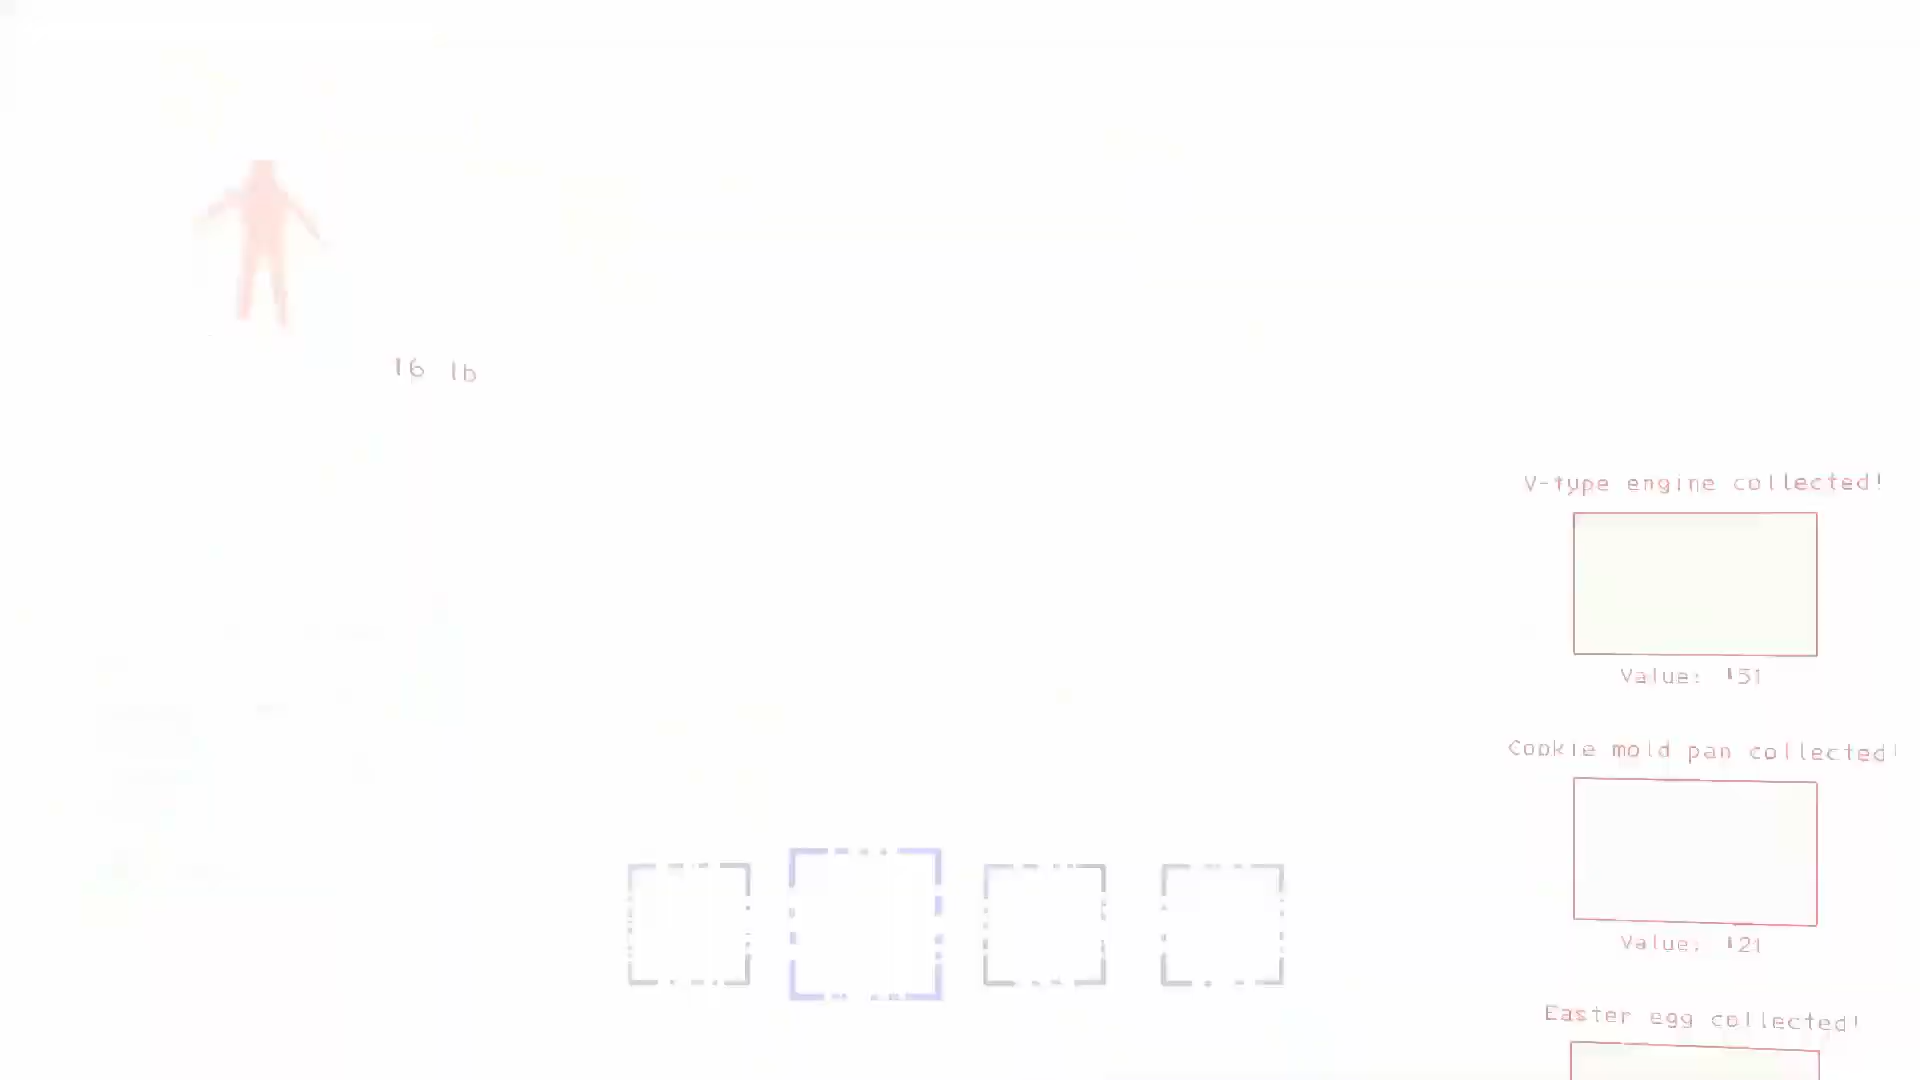 16 lb
V-type engine collected!
Value: ▮51
Cookie mold pan collected!
Value: ▮21
Easter egg collected!